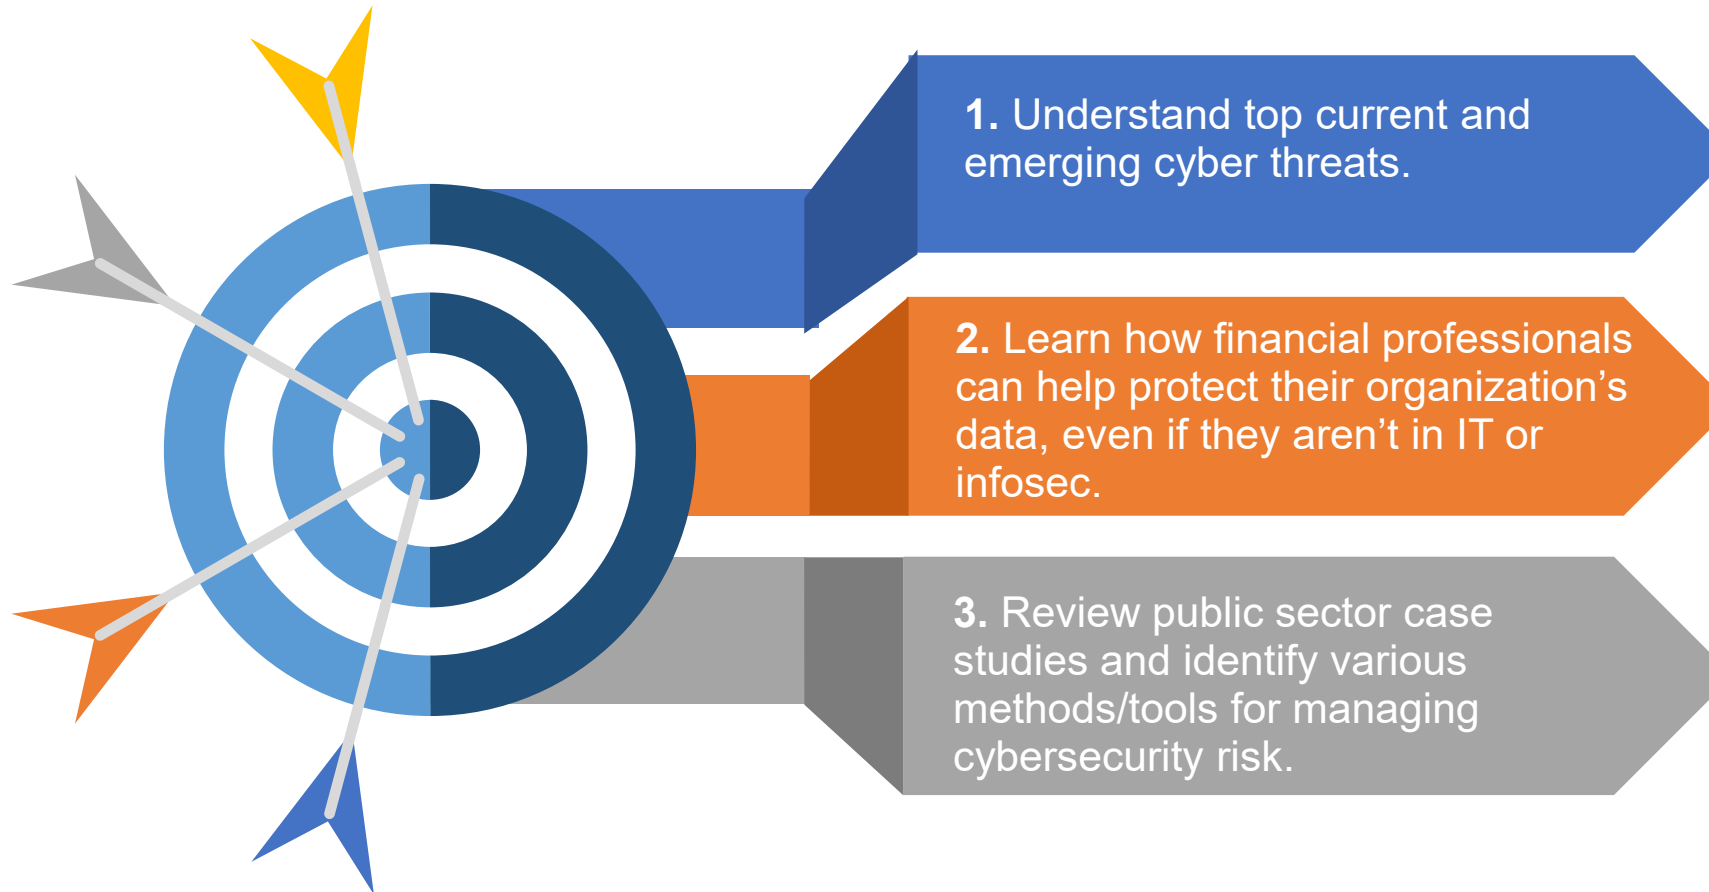 1. Understand top current and
emerging cyber threats.
2. Learn how financial professionals
can help protect their organization’s
data, even if they aren’t in IT or
infosec.
3. Review public sector case
studies and identify various
methods/tools for managing
cybersecurity risk.